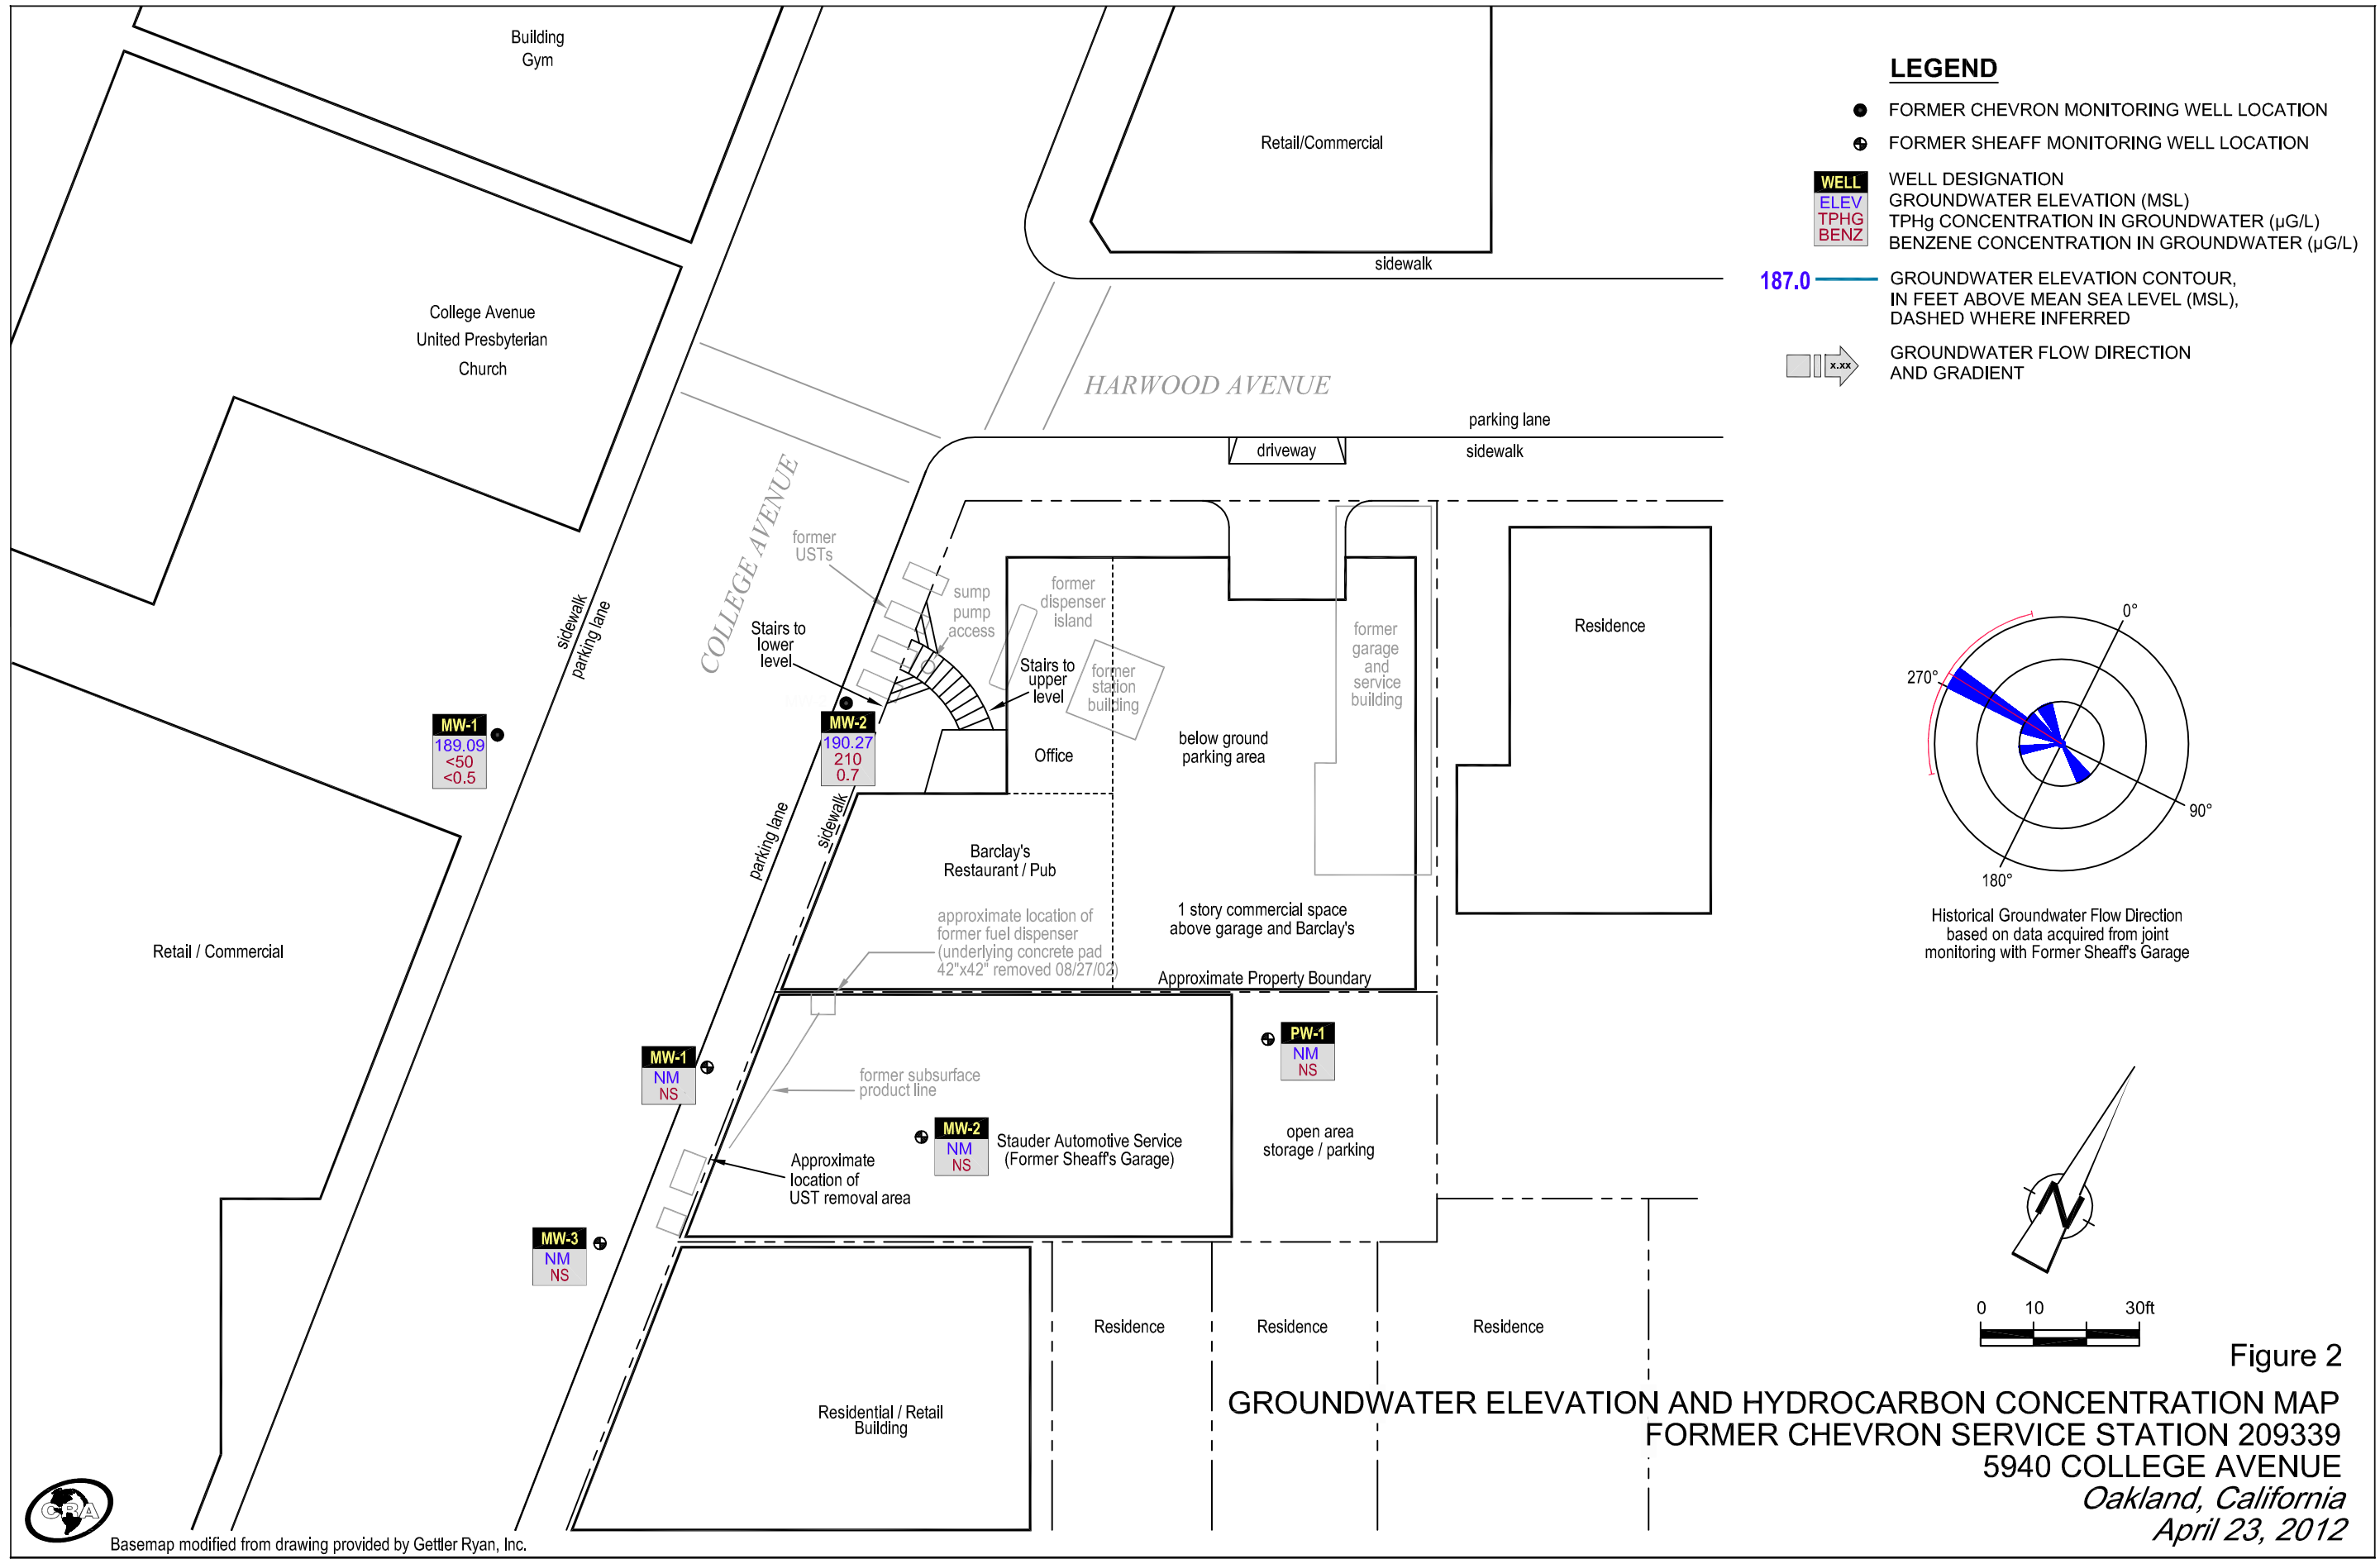 Building
Gym
Retail/Commercial
sidewalk
College Avenue
United Presbyterian
Church
HARWOOD AVENUE
parking lane
driveway
sidewalk
COLLEGE AVENUE
former
USTs
sump
pump
access
former
dispenser
island
Stairs to
lower
level
Stairs to
upper
level
former
station
building
former
garage
and
service
building
Residence
sidewalk
parking lane
MW-1
189.09
<50
<0.5
MW-2
190.27
210
0.7
Office
below ground
parking area
parking lane
sidewalk
Barclay's
Restaurant / Pub
approximate location of
former fuel dispenser
(underlying concrete pad
42"x42" removed 08/27/02)
1 story commercial space
above garage and Barclay's
Approximate Property Boundary
Retail / Commercial
MW-1
NM
NS
PW-1
NM
NS
former subsurface
product line
MW-2
NM
NS
Stauder Automotive Service
(Former Sheaff's Garage)
open area
storage / parking
Approximate
location of
UST removal area
MW-3
NM
NS
Residence
Residence
Residence
Residential / Retail
Building
LEGEND
FORMER CHEVRON MONITORING WELL LOCATION
FORMER SHEAFF MONITORING WELL LOCATION
WELL
ELEV
TPHG
BENZ
WELL DESIGNATION
GROUNDWATER ELEVATION (MSL)
TPHg CONCENTRATION IN GROUNDWATER (µG/L)
BENZENE CONCENTRATION IN GROUNDWATER (µG/L)
187.0
GROUNDWATER ELEVATION CONTOUR,
IN FEET ABOVE MEAN SEA LEVEL (MSL),
DASHED WHERE INFERRED
x.xx
GROUNDWATER FLOW DIRECTION
AND GRADIENT
0°
270°
90°
180°
Historical Groundwater Flow Direction
based on data acquired from joint
monitoring with Former Sheaff's Garage
N
0 10 30ft
Figure 2
GROUNDWATER ELEVATION AND HYDROCARBON CONCENTRATION MAP
FORMER CHEVRON SERVICE STATION 209339
5940 COLLEGE AVENUE
Oakland, California
April 23, 2012
CRA
Basemap modified from drawing provided by Gettler Ryan, Inc.